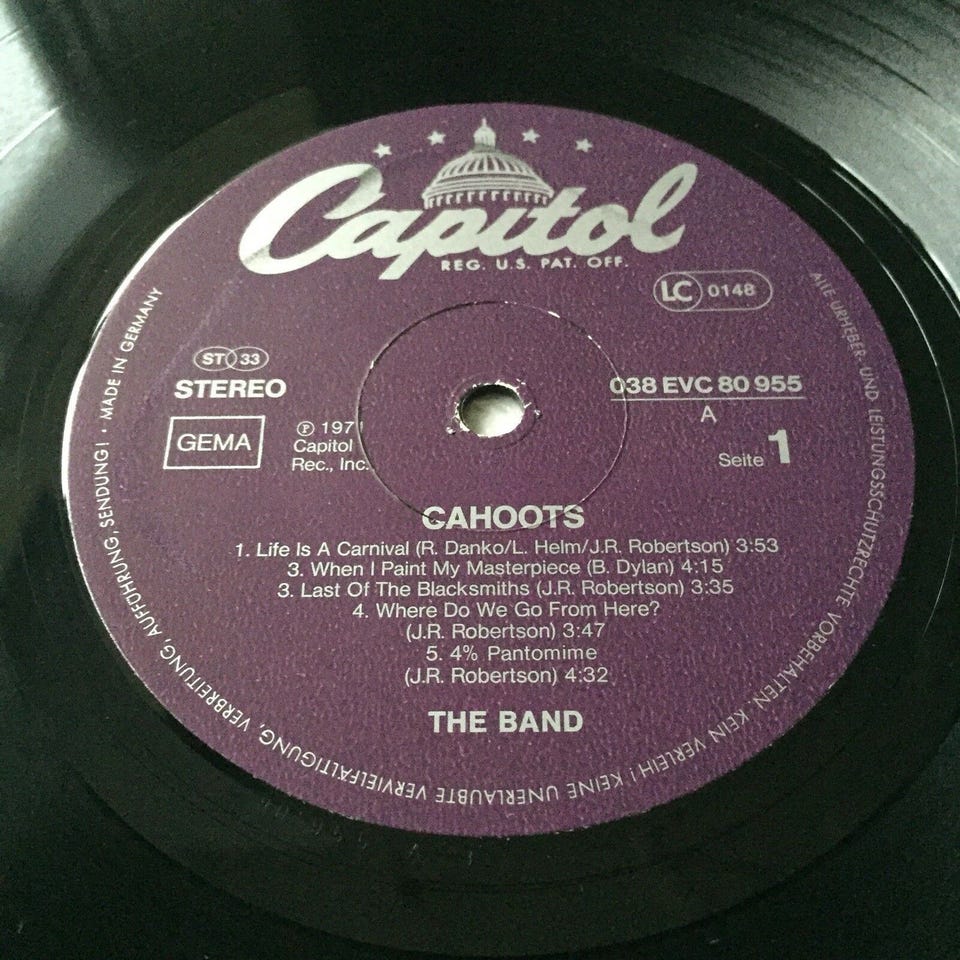 Capitol
REG. U.S. PAT. OFF.
LC 0148
ST 33
STEREO
038 EVC 80 955
A
GEMA
Ⓟ 1971
Capitol
Rec., Inc.
Seite 1
CAHOOTS
1. Life Is A Carnival (R. Danko/L. Helm/J.R. Robertson) 3:53
3. When I Paint My Masterpiece (B. Dylan) 4:15
3. Last Of The Blacksmiths (J.R. Robertson) 3:35
4. Where Do We Go From Here?
(J.R. Robertson) 3:47
5. 4% Pantomime
(J.R. Robertson) 4:32
THE BAND
ALLE URHEBER- UND LEISTUNGSSCHUTZRECHTE VORBEHALTEN. KEIN VERLEIH! KEINE UNERLAUBTE VERVIELFÄLTIGUNG, VERBREITUNG, AUFFÜHRUNG, SENDUNG! · MADE IN GERMANY